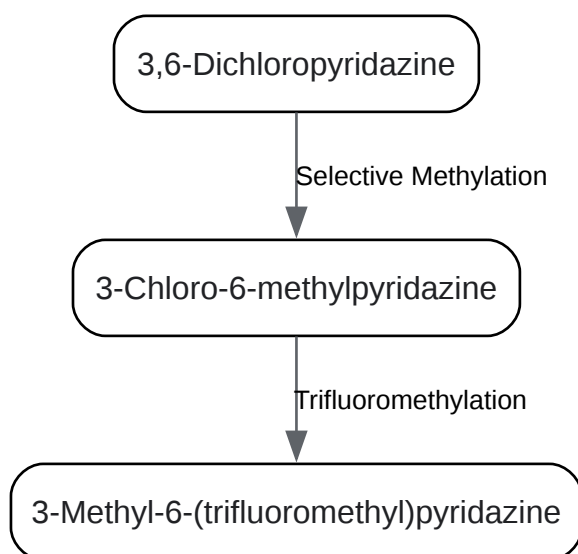 3,6-Dichloropyridazine
Selective Methylation
3-Chloro-6-methylpyridazine
Trifluoromethylation
3-Methyl-6-(trifluoromethyl)pyridazine